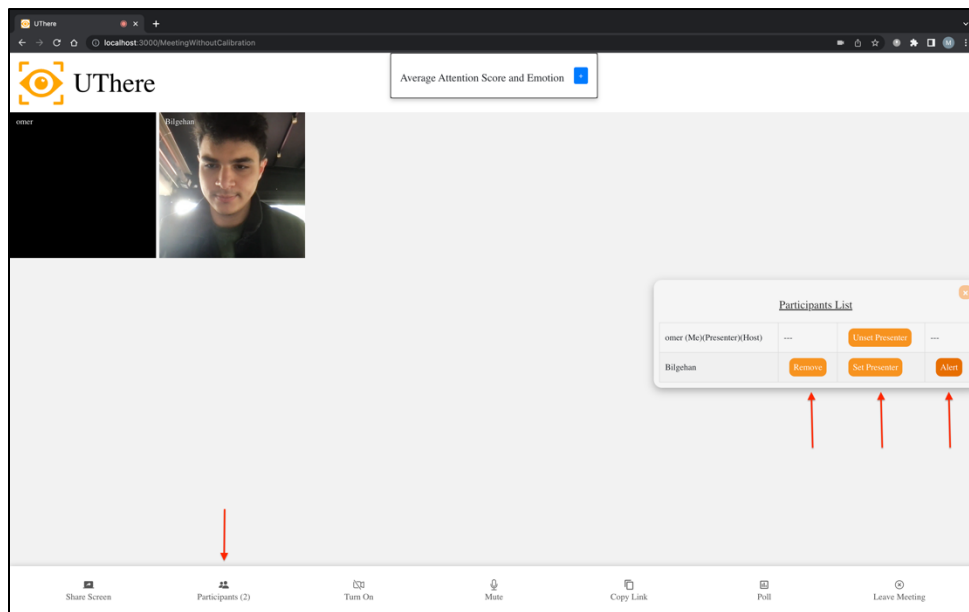 UThere
localhost:3000/MeetingWithoutCalibration
M
UThere
Average Attention Score and Emotion +
omer
Bilgehan
Participants List
omer (Me)(Presenter)(Host) --- Unset Presenter ---
Bilgehan Remove Set Presenter Alert
Share Screen
Participants (2)
Turn On
Mute
Copy Link
Poll
Leave Meeting